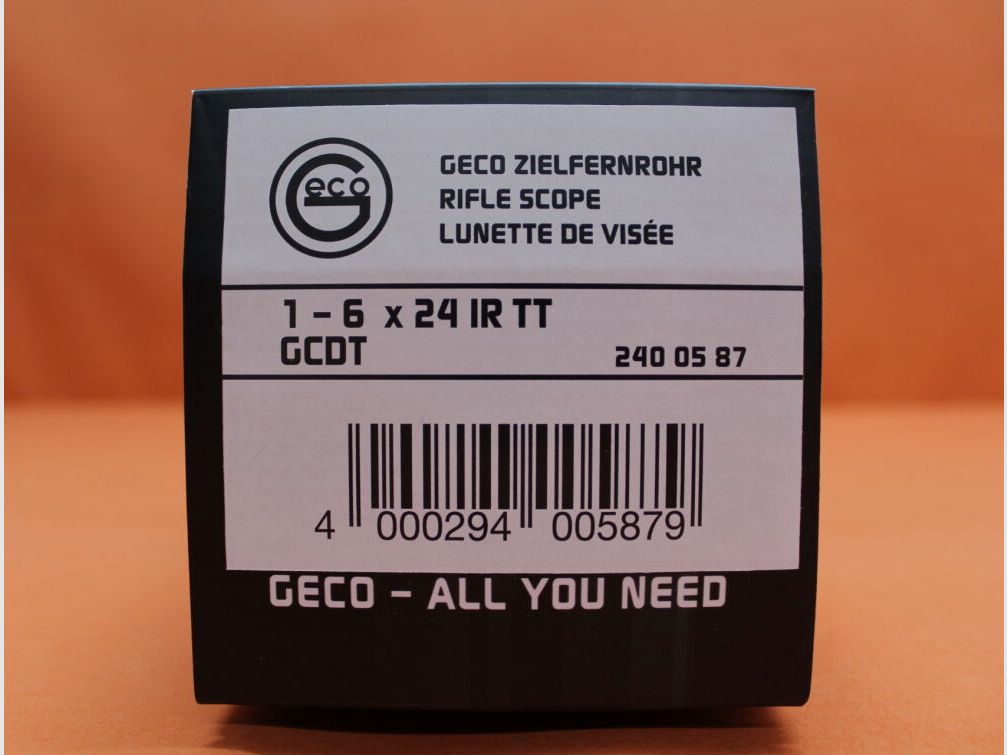 eco
GECO ZIELFERNROHR
RIFLE SCOPE
LUNETTE DE VISÉE
1 – 6 x 24 IR TT
GCDT
240 05 87
4 000294 005879
GECO – ALL YOU NEED